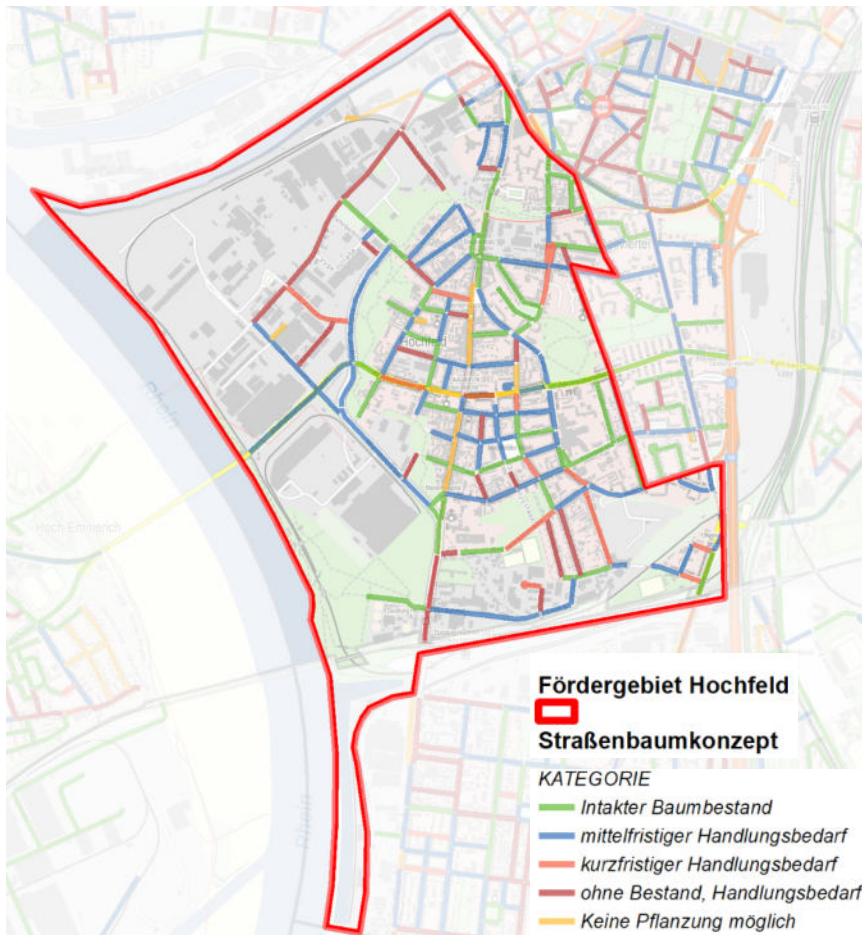 Hochfeld
Rhein
Hoch Emmerich
Rhein
Fördergebiet Hochfeld
Straßenbaumkonzept
KATEGORIE
Intakter Baumbestand
mittelfristiger Handlungsbedarf
kurzfristiger Handlungsbedarf
ohne Bestand, Handlungsbedarf
Keine Pflanzung möglich